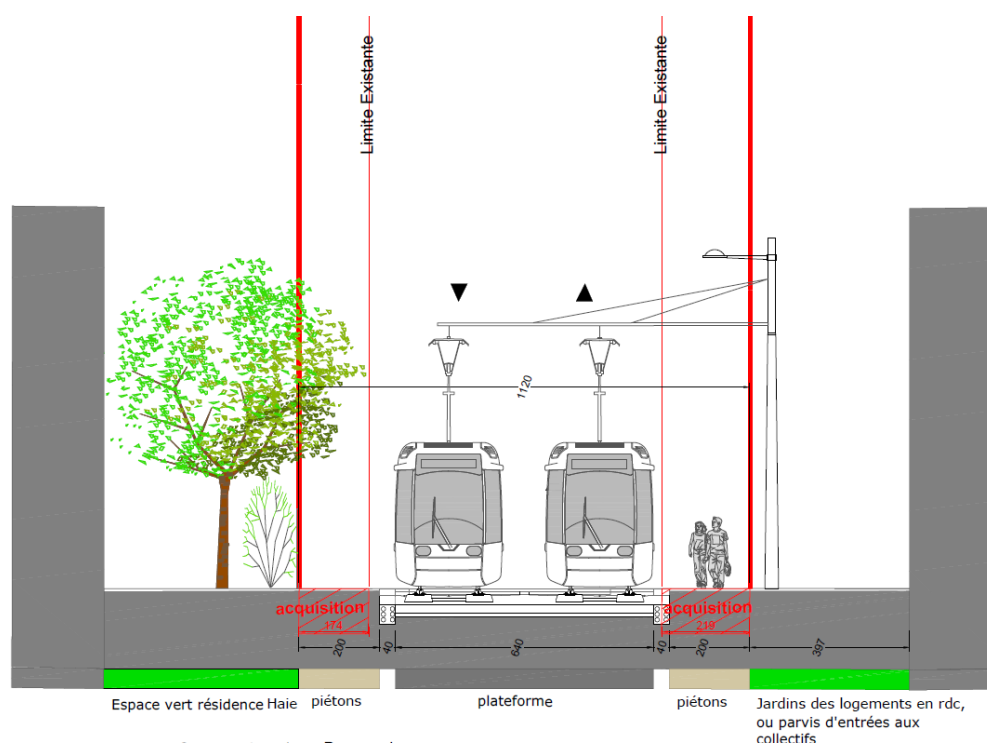 Limite Existante
Limite Existante
1120
acquisition
acquisition
174
219
200
40
640
40
200
397
Espace vert résidence
Haie
piétons
plateforme
piétons
Jardins des logements en rdc,
ou parvis d'entrées aux
collectifs